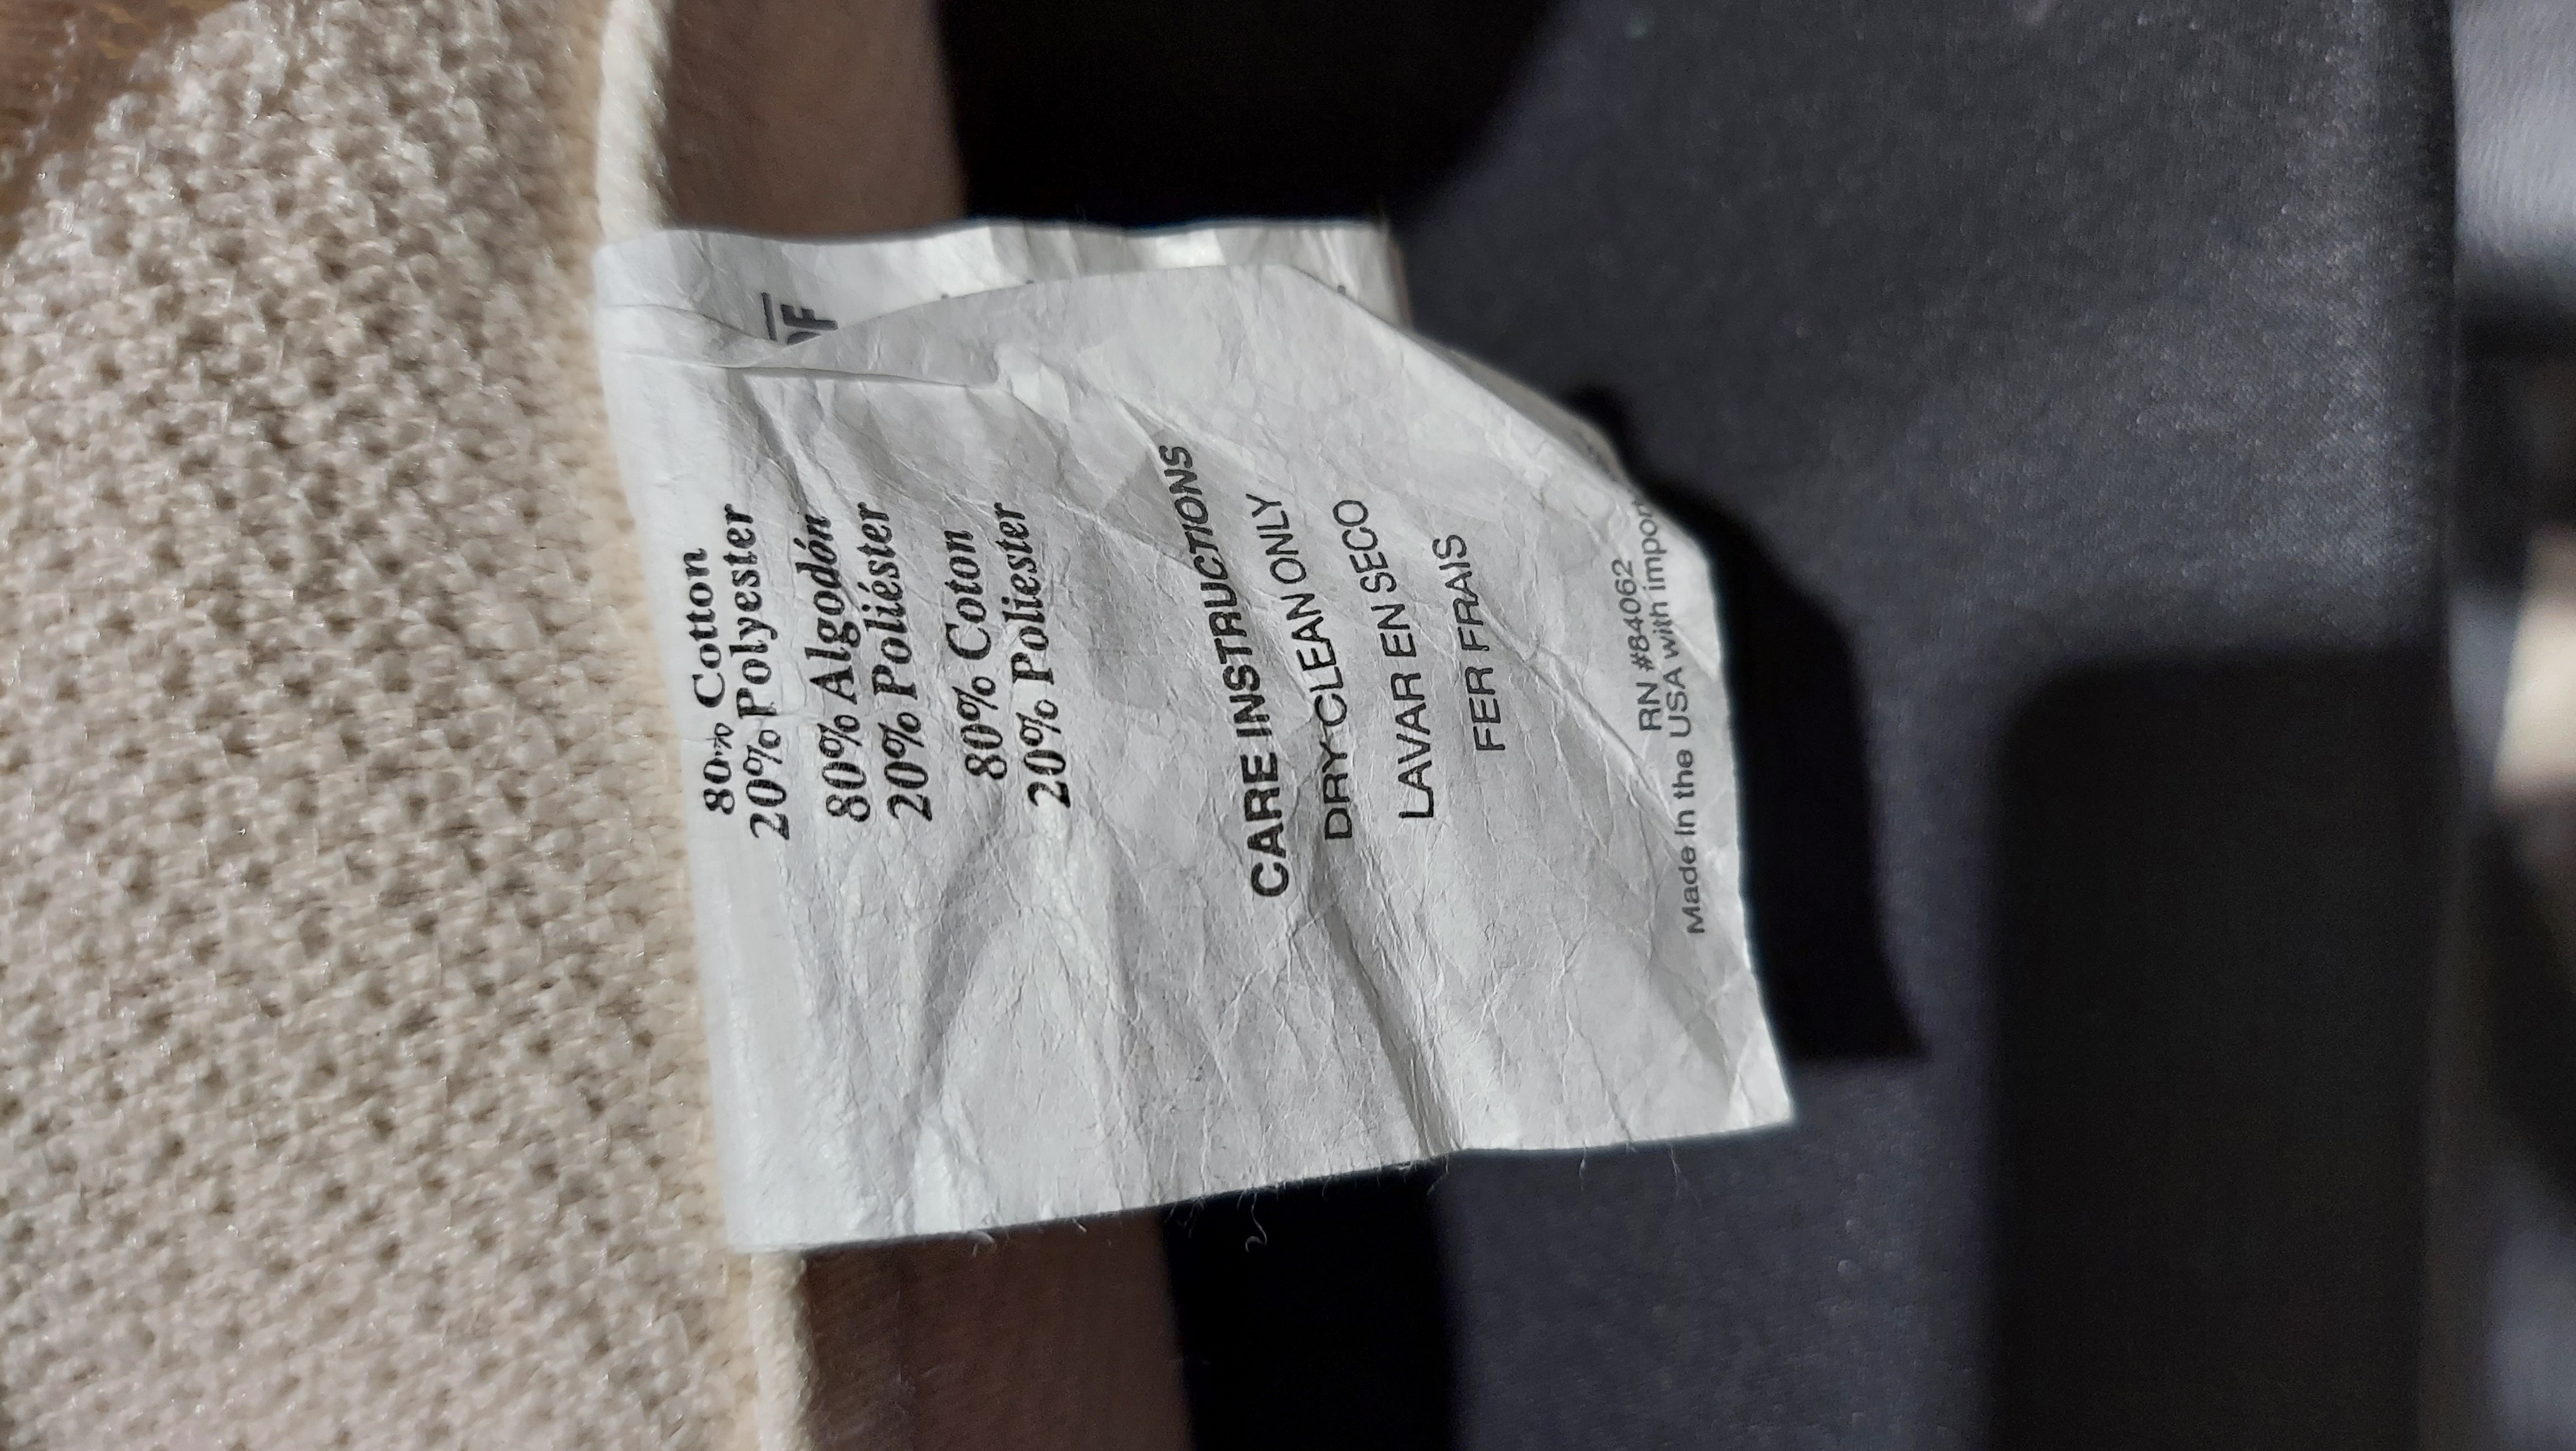 80% Cotton
20% Polyester
80% Algodón
20% Poliéster
80% Coton
20% Poliester
CARE INSTRUCTIONS
DRY CLEAN ONLY
LAVAR EN SECO
FER FRAIS
RN #84062
Made In the USA with